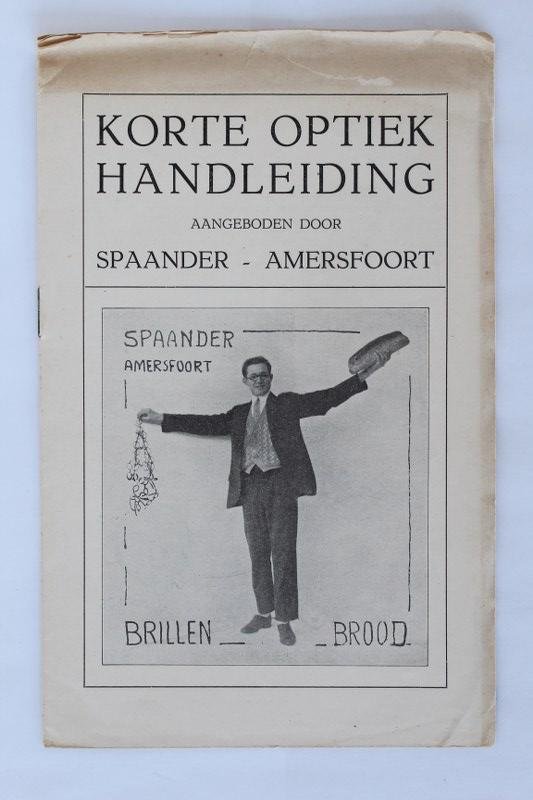 KORTE OPTIEK
HANDLEIDING
AANGEBODEN DOOR
SPAANDER - AMERSFOORT
SPAANDER
AMERSFOORT
BRILLEN _ _ BROOD